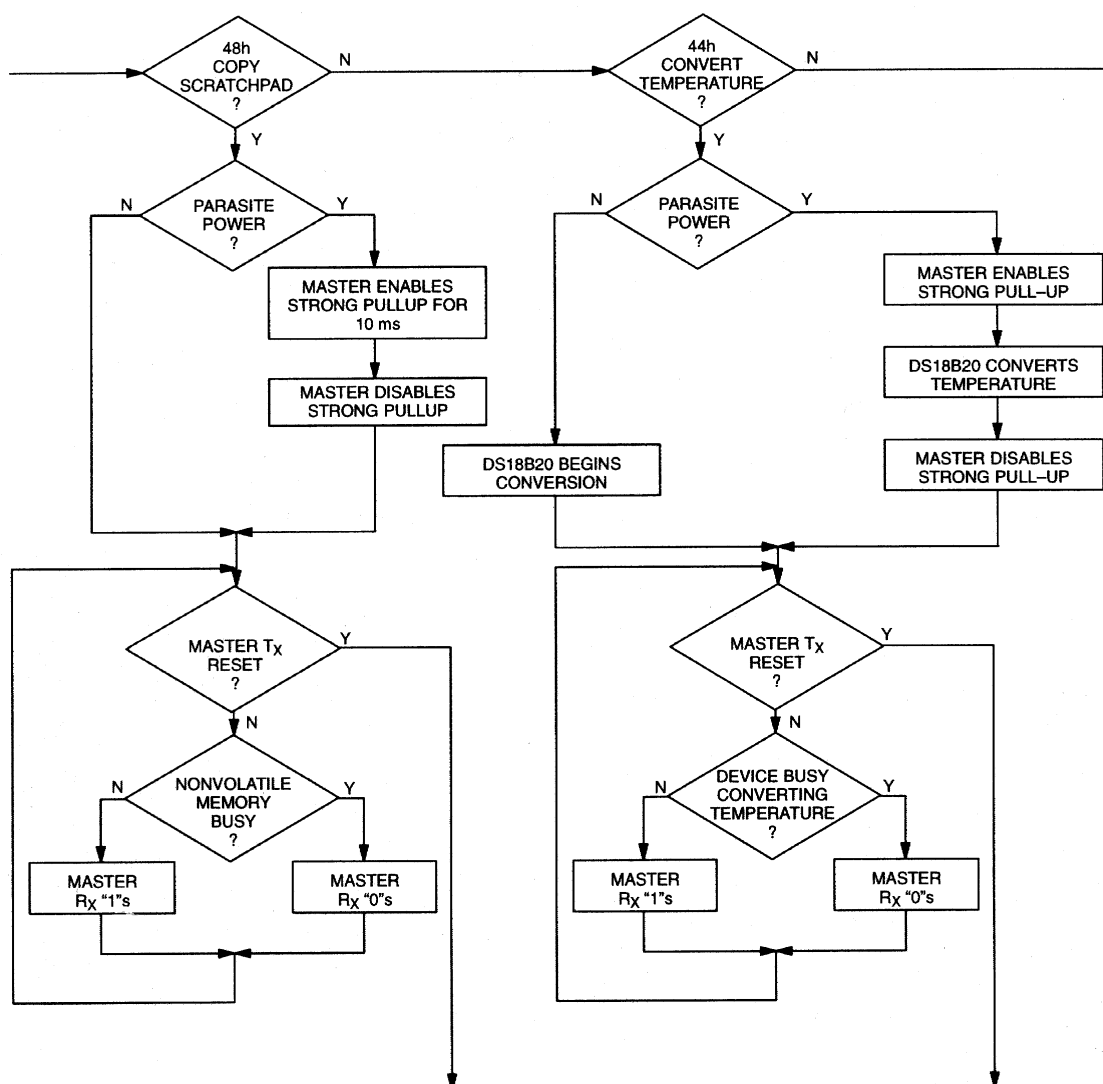 48h
COPY
SCRATCHPAD
?
N
Y
44h
CONVERT
TEMPERATURE
?
N
Y
N
PARASITE
POWER
?
Y
MASTER ENABLES
STRONG PULLUP FOR
10 ms
MASTER DISABLES
STRONG PULLUP
N
PARASITE
POWER
?
Y
MASTER ENABLES
STRONG PULL–UP
DS18B20 CONVERTS
TEMPERATURE
MASTER DISABLES
STRONG PULL–UP
DS18B20 BEGINS
CONVERSION
MASTER TX
RESET
?
Y
N
N
NONVOLATILE
MEMORY
BUSY
?
Y
MASTER
RX “1”s
MASTER
RX “0”s
MASTER TX
RESET
?
Y
N
N
DEVICE BUSY
CONVERTING
TEMPERATURE
?
Y
MASTER
RX “1”s
MASTER
RX “0”s